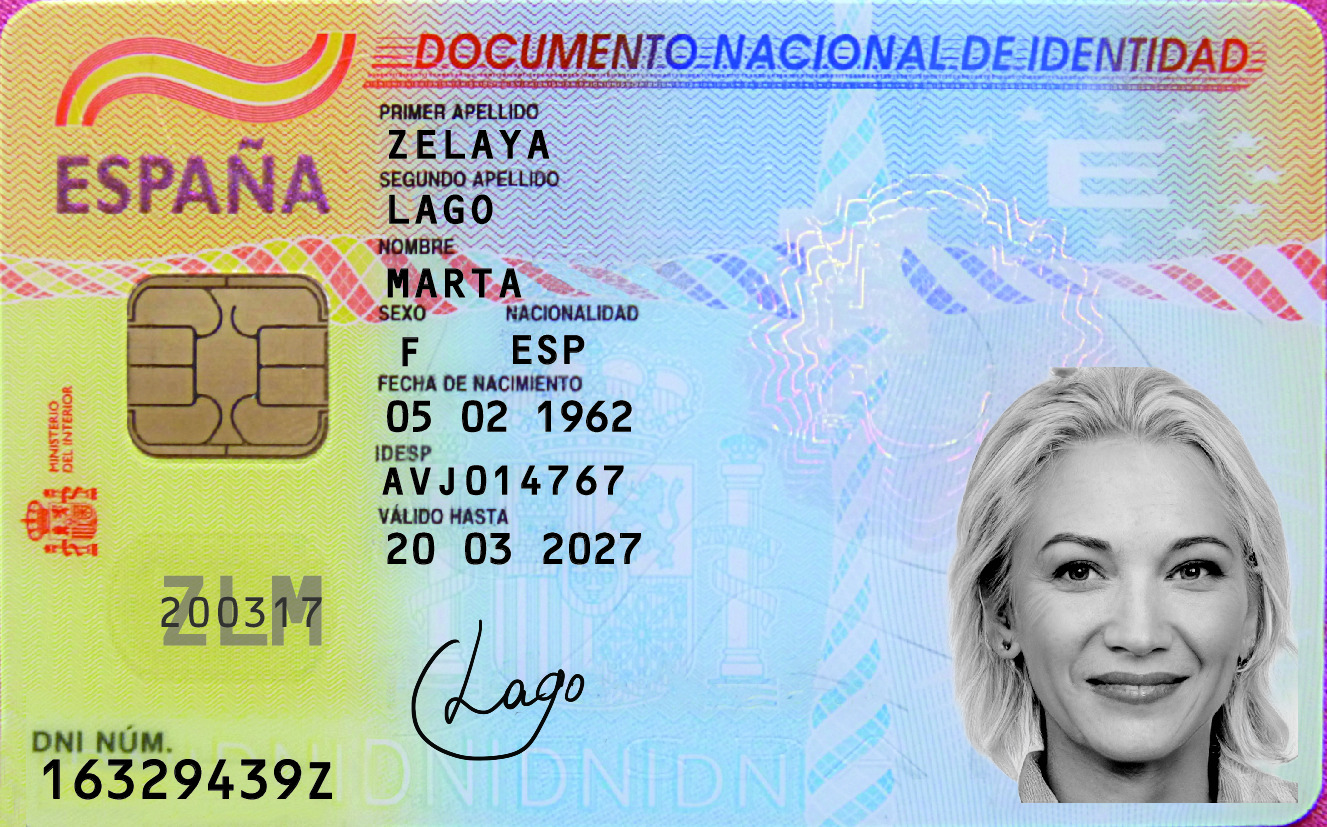 DOCUMENTO NACIONAL DE IDENTIDAD
ESPAÑA
PRIMER APELLIDO
ZELAYA
SEGUNDO APELLIDO
LAGO
NOMBRE
MARTA
SEXO NACIONALIDAD
F ESP
FECHA DE NACIMIENTO
05 02 1962
IDESP
AVJ014767
VÁLIDO HASTA
20 03 2027
MINISTERIO
DEL INTERIOR
E
ZLM
200317
Lago
DNI NÚM.
16329439Z
DNIDNIDNIDNI